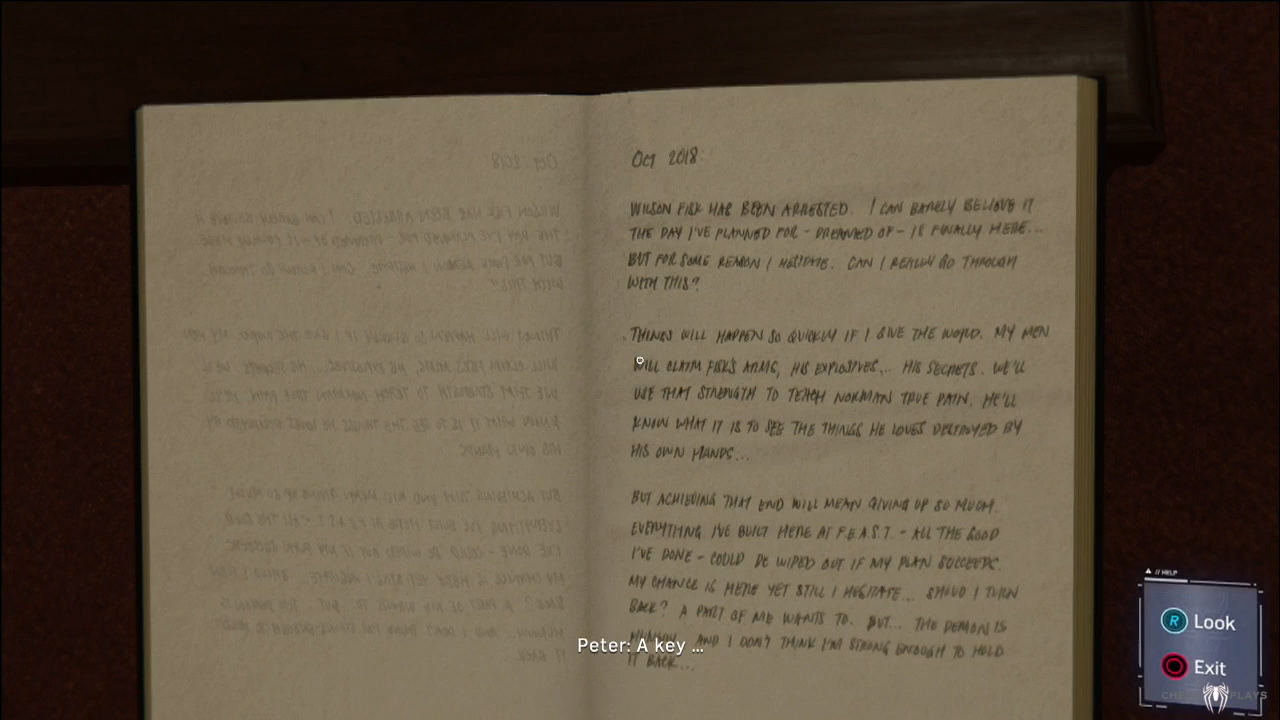 Oct 2018
WILSON FISK HAS BEEN ARRESTED. I CAN BARELY BELIEVE IT
THE DAY I'VE PLANNED FOR - DREAMED OF - IS FINALLY HERE...
BUT FOR SOME REASON I HESITATE. CAN I REALLY GO THROUGH
WITH THIS?
THINGS WILL HAPPEN SO QUICKLY IF I GIVE THE WORD. MY MEN
WILL CLAIM FISK'S ARMS, HIS EXPLOSIVES... HIS SECRETS. WE'LL
USE THAT STRENGTH TO TEACH NORMAN TRUE PAIN. HE'LL
KNOW WHAT IT IS TO SEE THE THINGS HE LOVES DESTROYED BY
HIS OWN HANDS...
BUT ACHIEVING THAT END WILL MEAN GIVING UP SO MUCH.
EVERYTHING I'VE BUILT HERE AT F.E.A.S.T. - ALL THE GOOD
I'VE DONE - COULD BE WIPED OUT IF MY PLAN SUCCEEDS.
MY CHANCE IS HERE YET STILL I HESITATE... SHOULD I TURN
BACK? A PART OF ME WANTS TO. BUT... THE DEMON IS
HUNGRY. AND I DON'T THINK I'M STRONG ENOUGH TO HOLD
IT BACK...
Peter: A key ...
// HELP
R Look
Exit
PLAYS